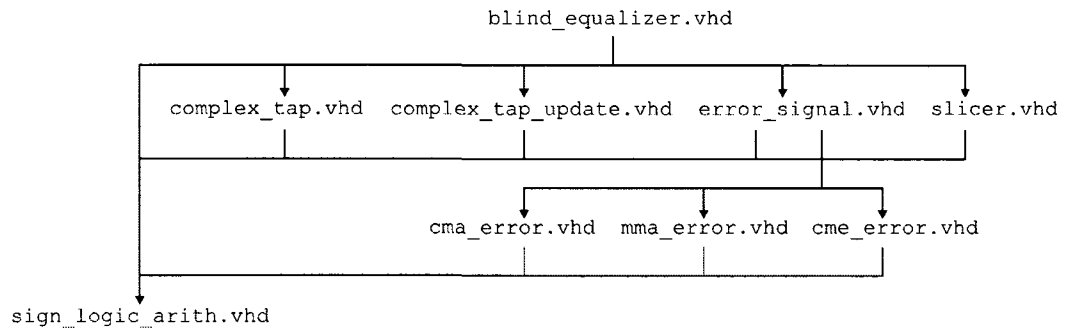 blind_equalizer.vhd
complex_tap.vhd complex_tap_update.vhd error_signal.vhd slicer.vhd
cma_error.vhd mma_error.vhd cme_error.vhd
sign_logic_arith.vhd